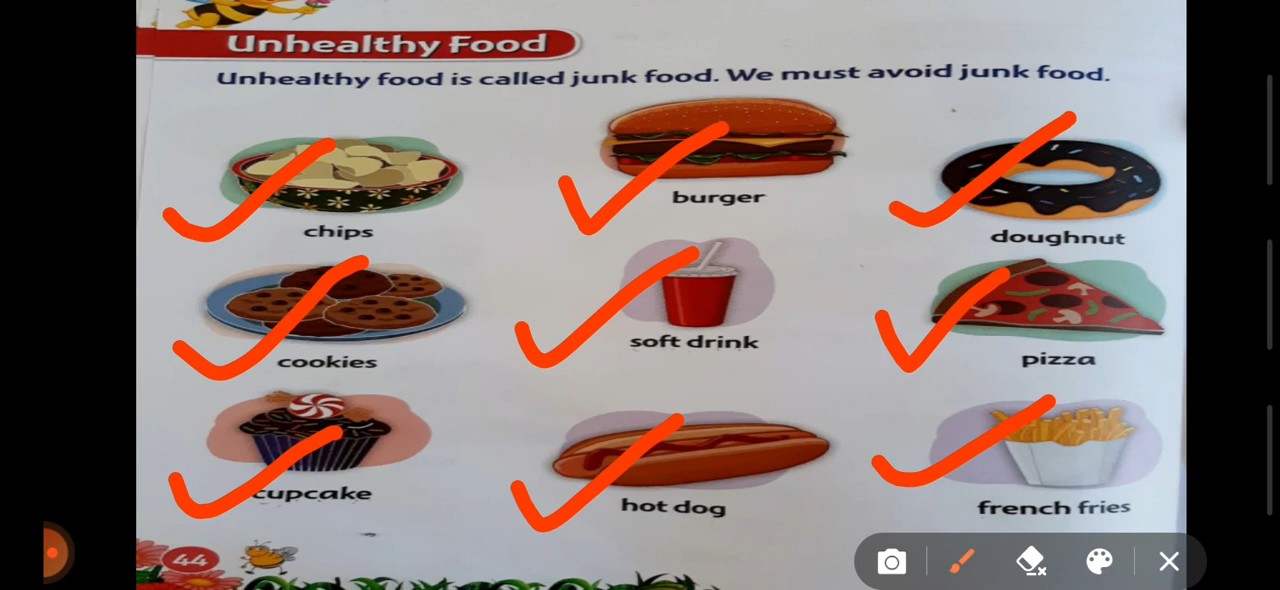 Unhealthy Food
Unhealthy food is called junk food. We must avoid junk food.
chips
burger
doughnut
cookies
soft drink
pizza
cupcake
hot dog
french fries
44